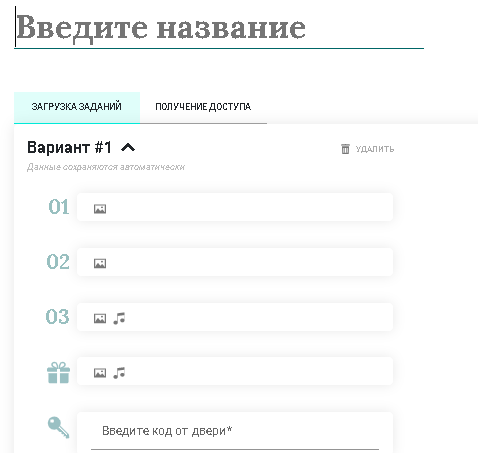 Введите название
ЗАГРУЗКА ЗАДАНИЙ ПОЛУЧЕНИЕ ДОСТУПА
Вариант #1
УДАЛИТЬ
Данные сохраняются автоматически
01
02
03
Введите код от двери*